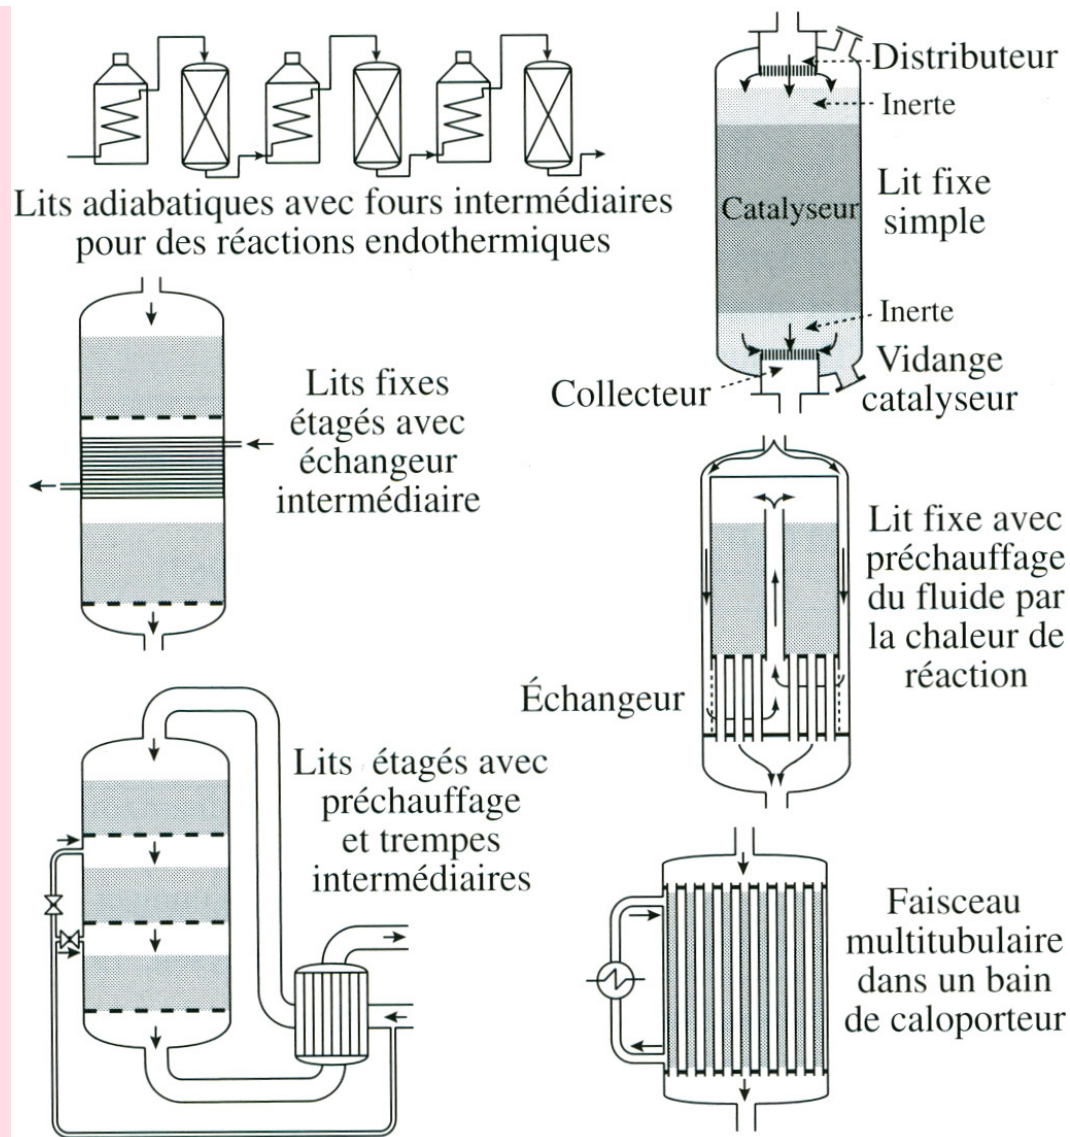 Lits adiabatiques avec fours intermédiaires
pour des réactions endothermiques
Distributeur
Inerte
Catalyseur
Lit fixe
simple
Inerte
Collecteur
Vidange
catalyseur
Lits fixes
étagés avec
échangeur
intermédiaire
Lit fixe avec
préchauffage
du fluide par
la chaleur de
réaction
Échangeur
Lits étagés avec
préchauffage
et trempes
intermédiaires
Faisceau
multitubulaire
dans un bain
de caloporteur